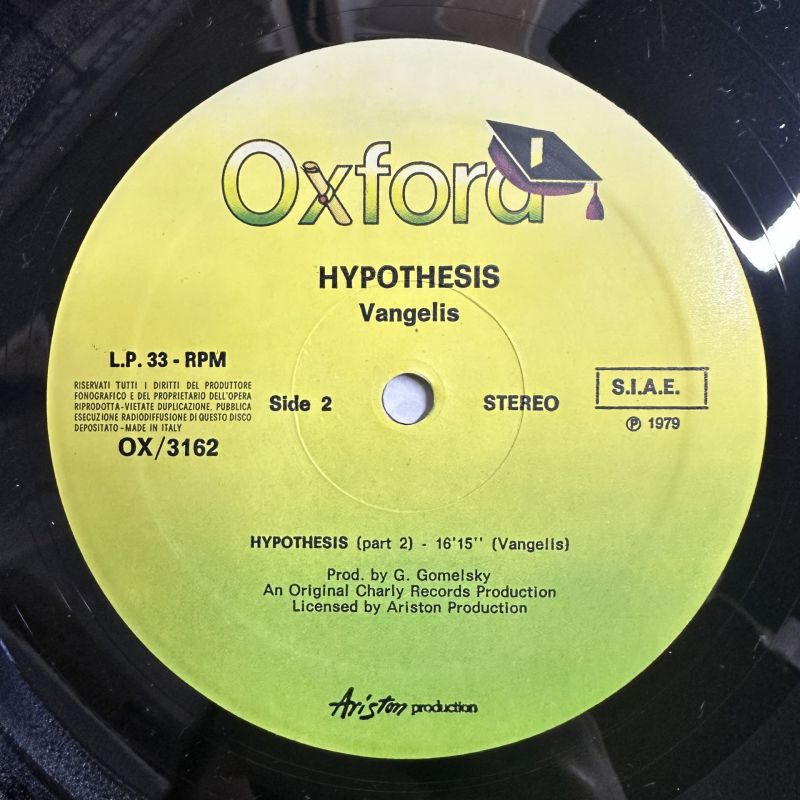 Oxford
HYPOTHESIS
Vangelis
L.P. 33 - RPM
RISERVATI TUTTI I DIRITTI DEL PRODUTTORE
FONOGRAFICO E DEL PROPRIETARIO DELL'OPERA
RIPRODOTTA-VIETATE DUPLICAZIONE, PUBBLICA
ESECUZIONE RADIODIFFUSIONE DI QUESTO DISCO
DEPOSITATO - MADE IN ITALY
OX/3162
Side 2
STEREO
S.I.A.E.
℗ 1979
HYPOTHESIS (part 2) - 16'15'' (Vangelis)
Prod. by G. Gomelsky
An Original Charly Records Production
Licensed by Ariston Production
Ariston production